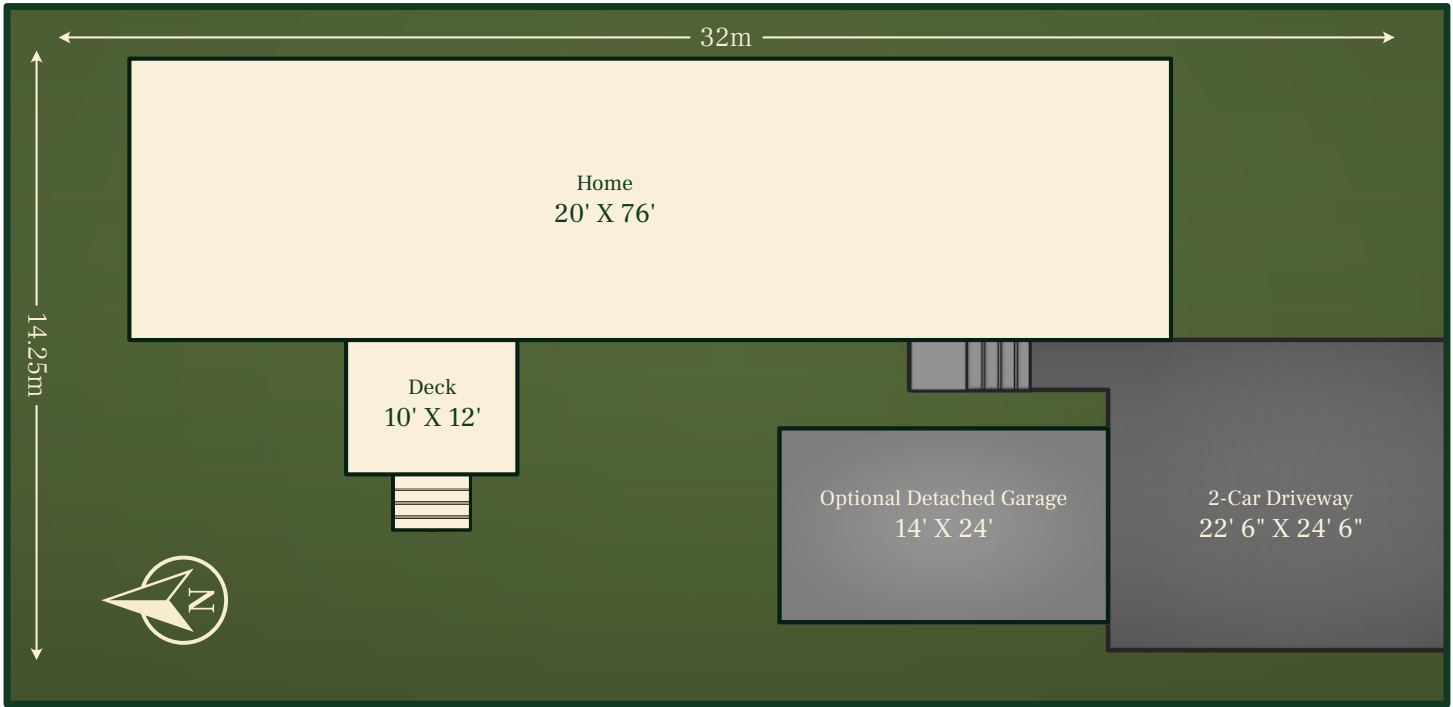 32m
14.25m
Home
20' X 76'
Deck
10' X 12'
Optional Detached Garage
14' X 24'
2-Car Driveway
22' 6" X 24' 6"
N